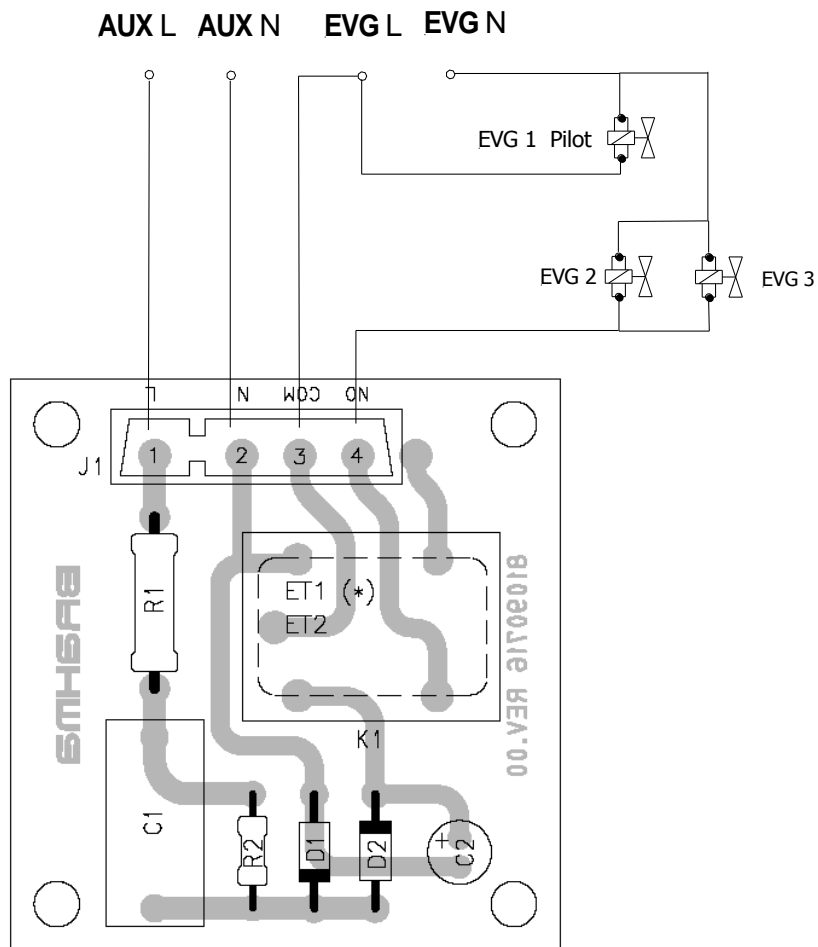 AUX L AUX N EVG L EVG N
EVG 1 Pilot
EVG 2
EVG 3
L N COM NO
J1
1 2 3 4
R1
ET1 (*)
ET2
K1
BRAHMA
81090716 REV.00
C1
R2
D1
D2
+
C2